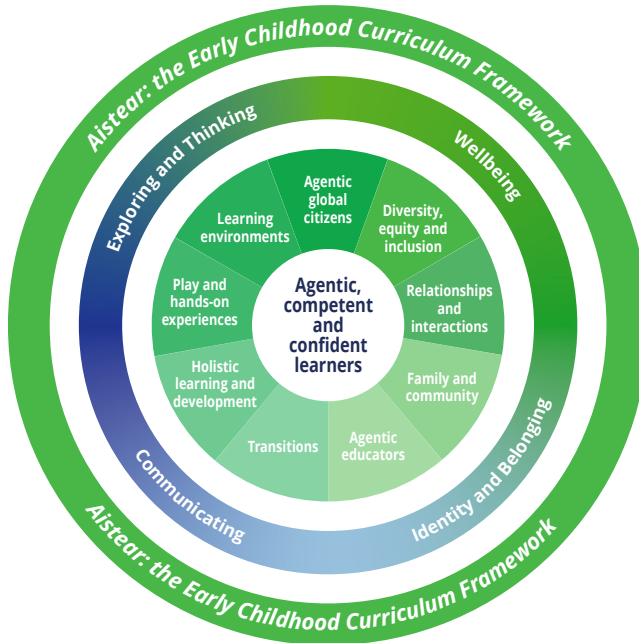 Aistear: the Early Childhood Curriculum Framework
Exploring and Thinking
Wellbeing
Agentic
global
citizens
Diversity,
equity and
inclusion
Relationships
and
interactions
Family and
community
Agentic
educators
Transitions
Holistic
learning and
development
Play and
hands-on
experiences
Learning
environments
Agentic,
competent
and
confident
learners
Communicating
Identity and Belonging
Aistear: the Early Childhood Curriculum Framework